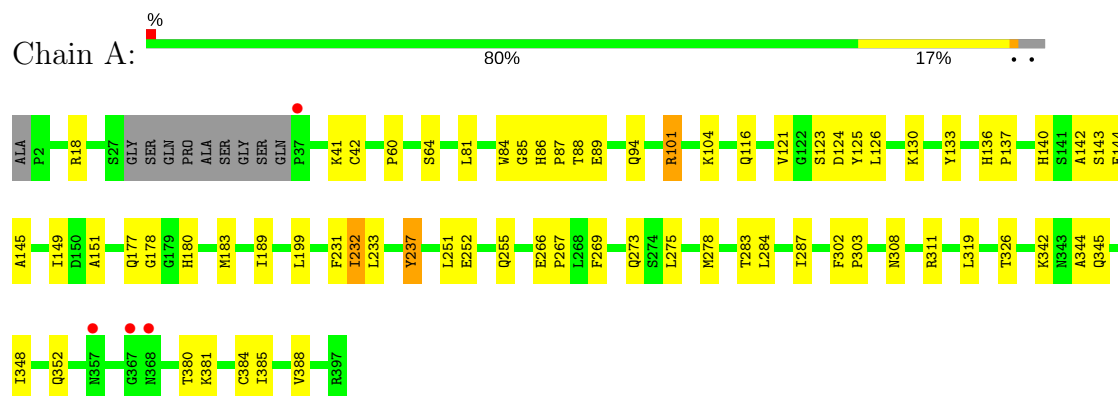 %
Chain A:
80% 17% • •
ALA P2 R18 S27 GLY SER GLN PRO ALA SER GLY SER GLN P37 K41 C42 P60 S64 L81 W84 G85 H86 P87 T88 E89 Q94 R101 K104 Q116 V121 G122 S123 D124 Y125 L126 K130 Y133 H136 P137 H140 S141 A142 S143 E144
A145 I149 D150 A151 Q177 G178 G179 H180 M183 I189 L199 F231 I232 L233 Y237 L251 E252 Q255 E266 P267 L268 F269 Q273 S274 L275 M278 T283 L284 I287 F302 P303 N308 R311 L319 T326 K342 N343 A344 Q345
I348 Q352 N357 G367 N368 T380 K381 C384 I385 V388 R397